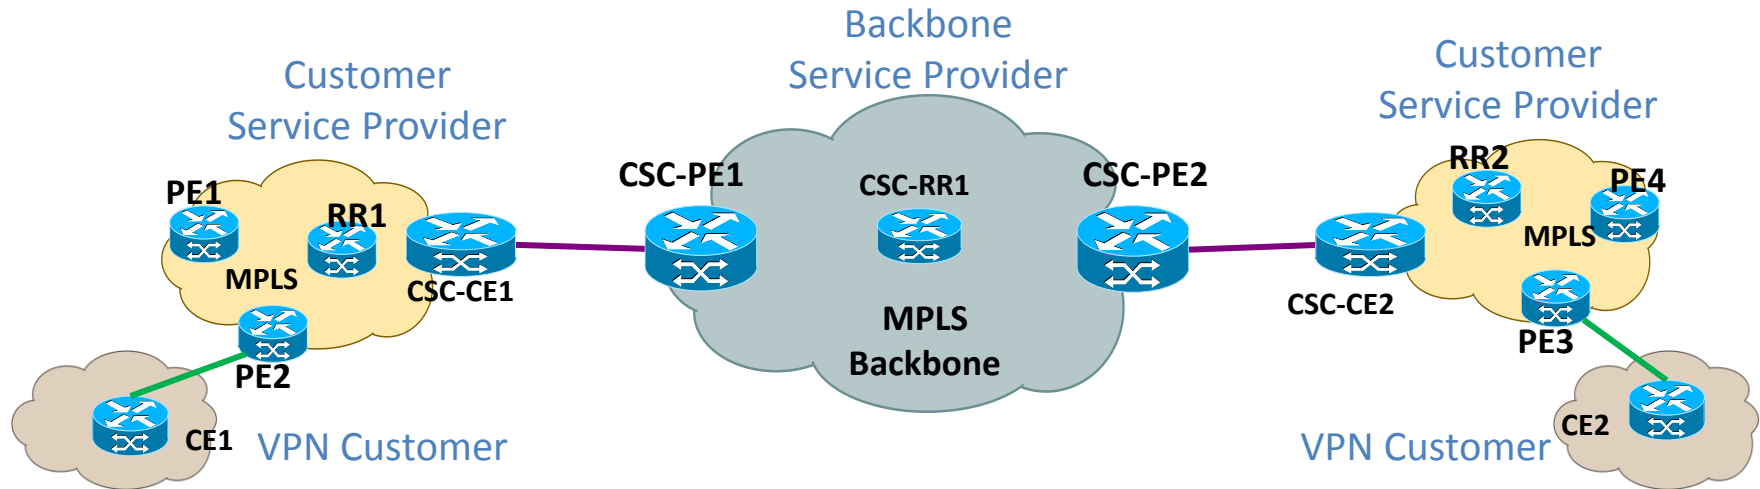 Backbone
Service Provider
Customer
Service Provider
Customer
Service Provider
CSC-PE1
CSC-RR1
CSC-PE2
RR2
PE1
PE4
RR1
MPLS
MPLS
CSC-CE1
CSC-CE2
MPLS
Backbone
PE2
PE3
CE1
VPN Customer
VPN Customer
CE2